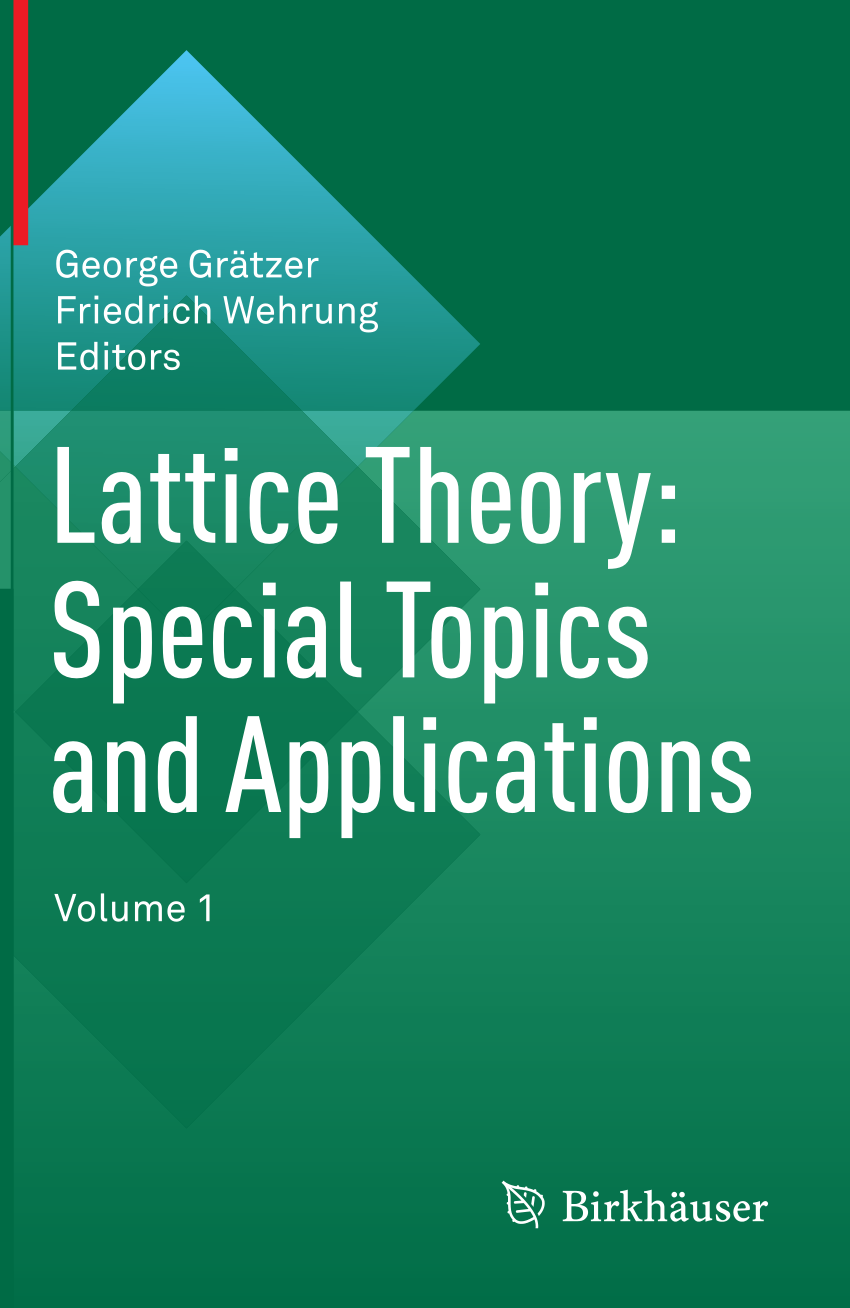 George Grätzer
Friedrich Wehrung
Editors
Lattice Theory:
Special Topics
and Applications
Volume 1
Birkhäuser